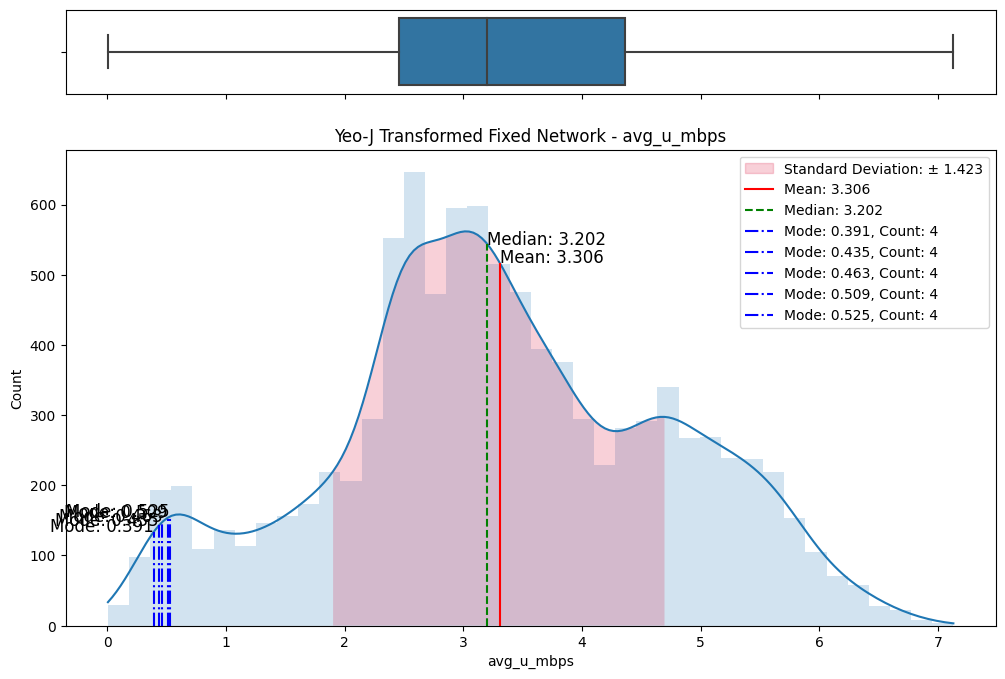 Yeo-J Transformed Fixed Network - avg_u_mbps
Standard Deviation: ± 1.423
Mean: 3.306
Median: 3.202
Mode: 0.391, Count: 4
Mode: 0.435, Count: 4
Mode: 0.463, Count: 4
Mode: 0.509, Count: 4
Mode: 0.525, Count: 4
Median: 3.202
Mean: 3.306
Mode: 0.525
Mode: 0.391
Count
600
500
400
300
200
100
0
0 1 2 3 4 5 6 7
avg_u_mbps